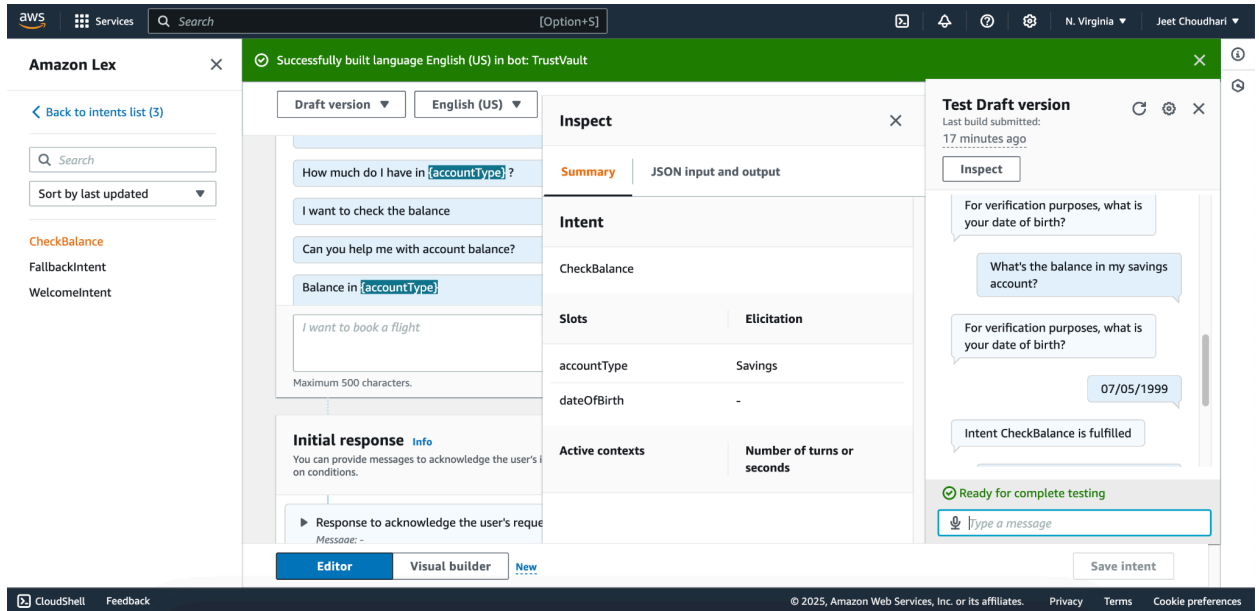 aws
Services
Search
[Option+S]
N. Virginia ▼
Jeet Choudhari ▼
Amazon Lex
Back to intents list (3)
Search
Sort by last updated ▼
CheckBalance
FallbackIntent
WelcomeIntent
Successfully built language English (US) in bot: TrustVault
Draft version ▼
English (US) ▼
How much do I have in {accountType} ?
I want to check the balance
Can you help me with account balance?
Balance in {accountType}
I want to book a flight
Maximum 500 characters.
Initial response Info
You can provide messages to acknowledge the user's i
on conditions.
Response to acknowledge the user's reque
Message: -
Editor
Visual builder
New
Inspect
Summary
JSON input and output
Intent
CheckBalance
Slots
Elicitation
accountType
Savings
dateOfBirth
-
Active contexts
Number of turns or
seconds
Test Draft version
Last build submitted:
17 minutes ago
Inspect
For verification purposes, what is
your date of birth?
What's the balance in my savings
account?
For verification purposes, what is
your date of birth?
07/05/1999
Intent CheckBalance is fulfilled
Ready for complete testing
Type a message
Save intent
CloudShell
Feedback
© 2025, Amazon Web Services, Inc. or its affiliates.
Privacy
Terms
Cookie preferences